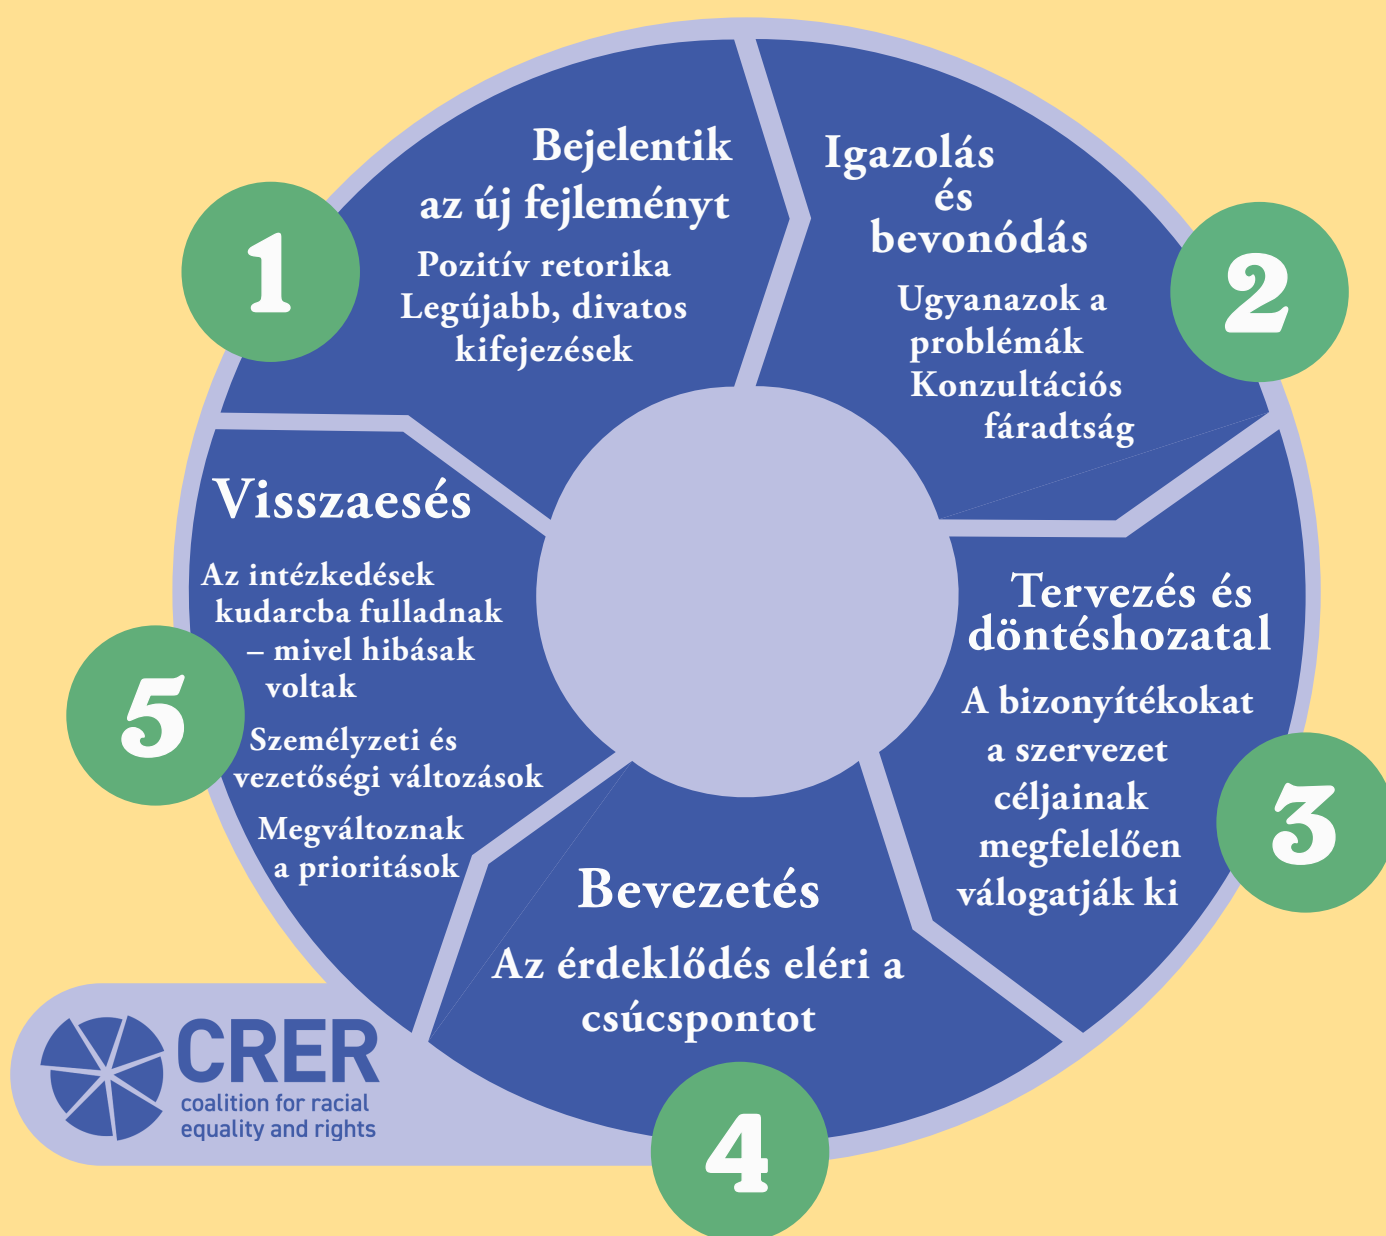 1
Bejelentik
az új fejleményt
Pozitív retorika
Legújabb, divatos
kifejezések
2
Igazolás
és
bevonódás
Ugyanazok a
problémák
Konzultációs
fáradtság
3
Tervezés és
döntéshozatal
A bizonyítékokat
a szervezet
céljainak
megfelelően
válogatják ki
4
Bevezetés
Az érdeklődés eléri a
csúcspontot
5
Visszaesés
Az intézkedések
kudarcba fulladnak
– mivel hibásak
voltak
Személyzeti és
vezetőségi változások
Megváltoznak
a prioritások
CRER
coalition for racial
equality and rights